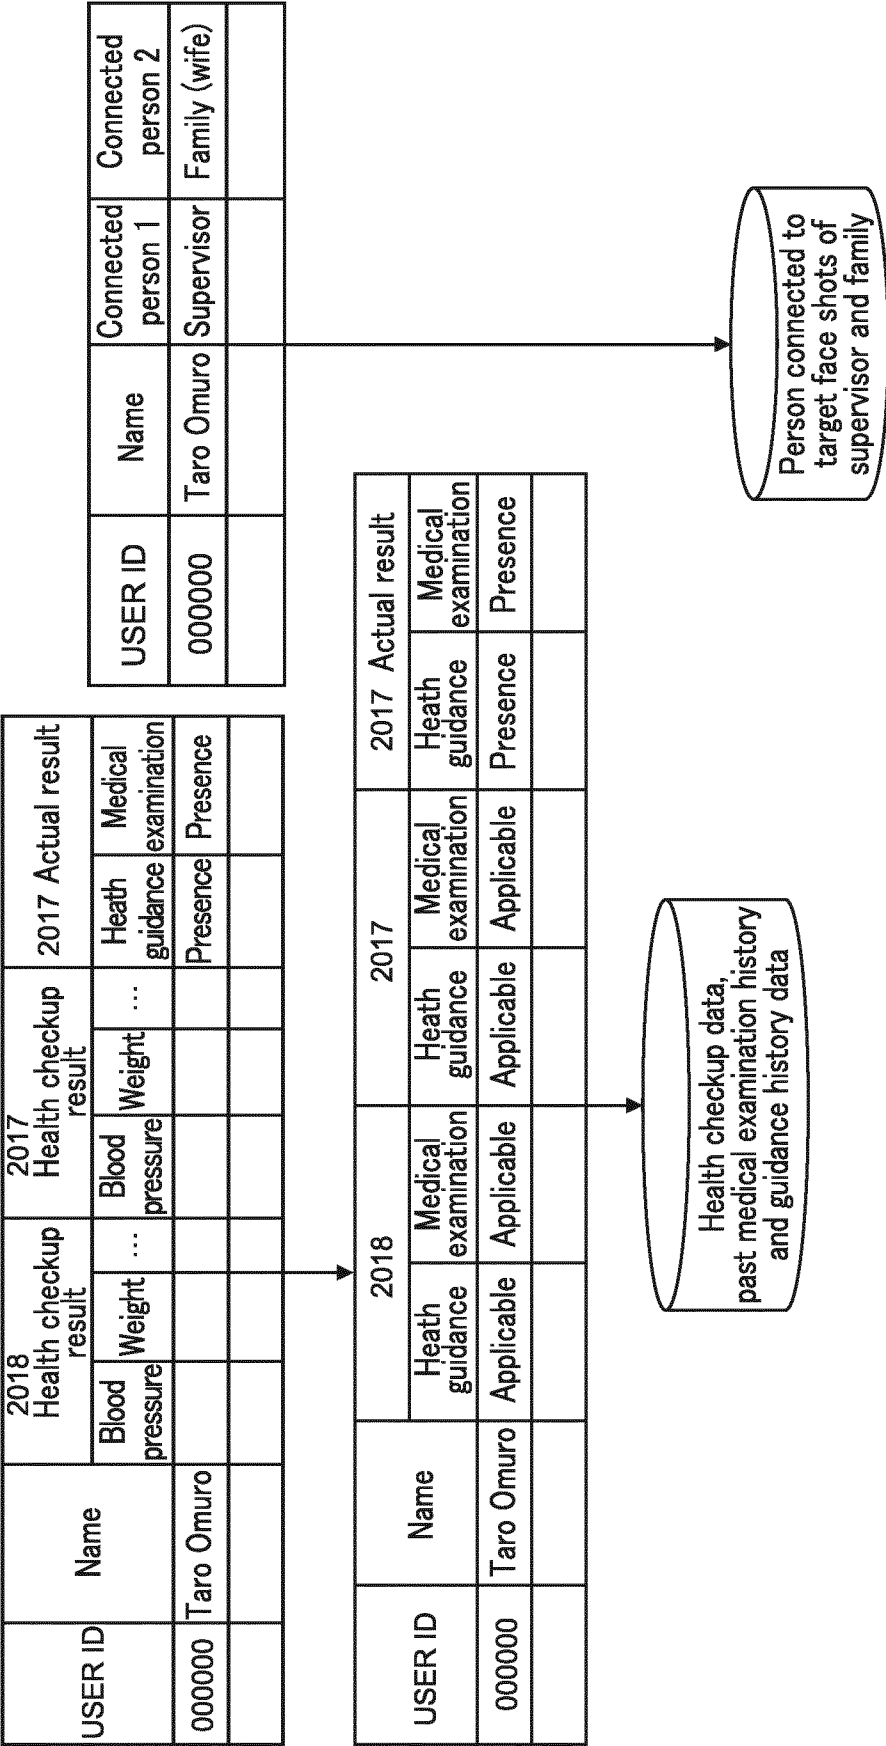 USER ID
Name
2018
Health checkup
result
2017
Health checkup
result
2017 Actual result
Blood
pressure
Weight
...
Blood
pressure
Weight
...
Heath
guidance
Medical
examination
000000
Taro Omuro
Presence
Presence
USER ID
Name
Connected
person 1
Connected
person 2
000000
Taro Omuro
Supervisor
Family (wife)
USER ID
Name
2018
2017
2017 Actual result
Heath
guidance
Medical
examination
Heath
guidance
Medical
examination
Heath
guidance
Medical
examination
000000
Taro Omuro
Applicable
Applicable
Applicable
Applicable
Presence
Presence
Health checkup data,
past medical examination history
and guidance history data
Person connected to
target face shots of
supervisor and family